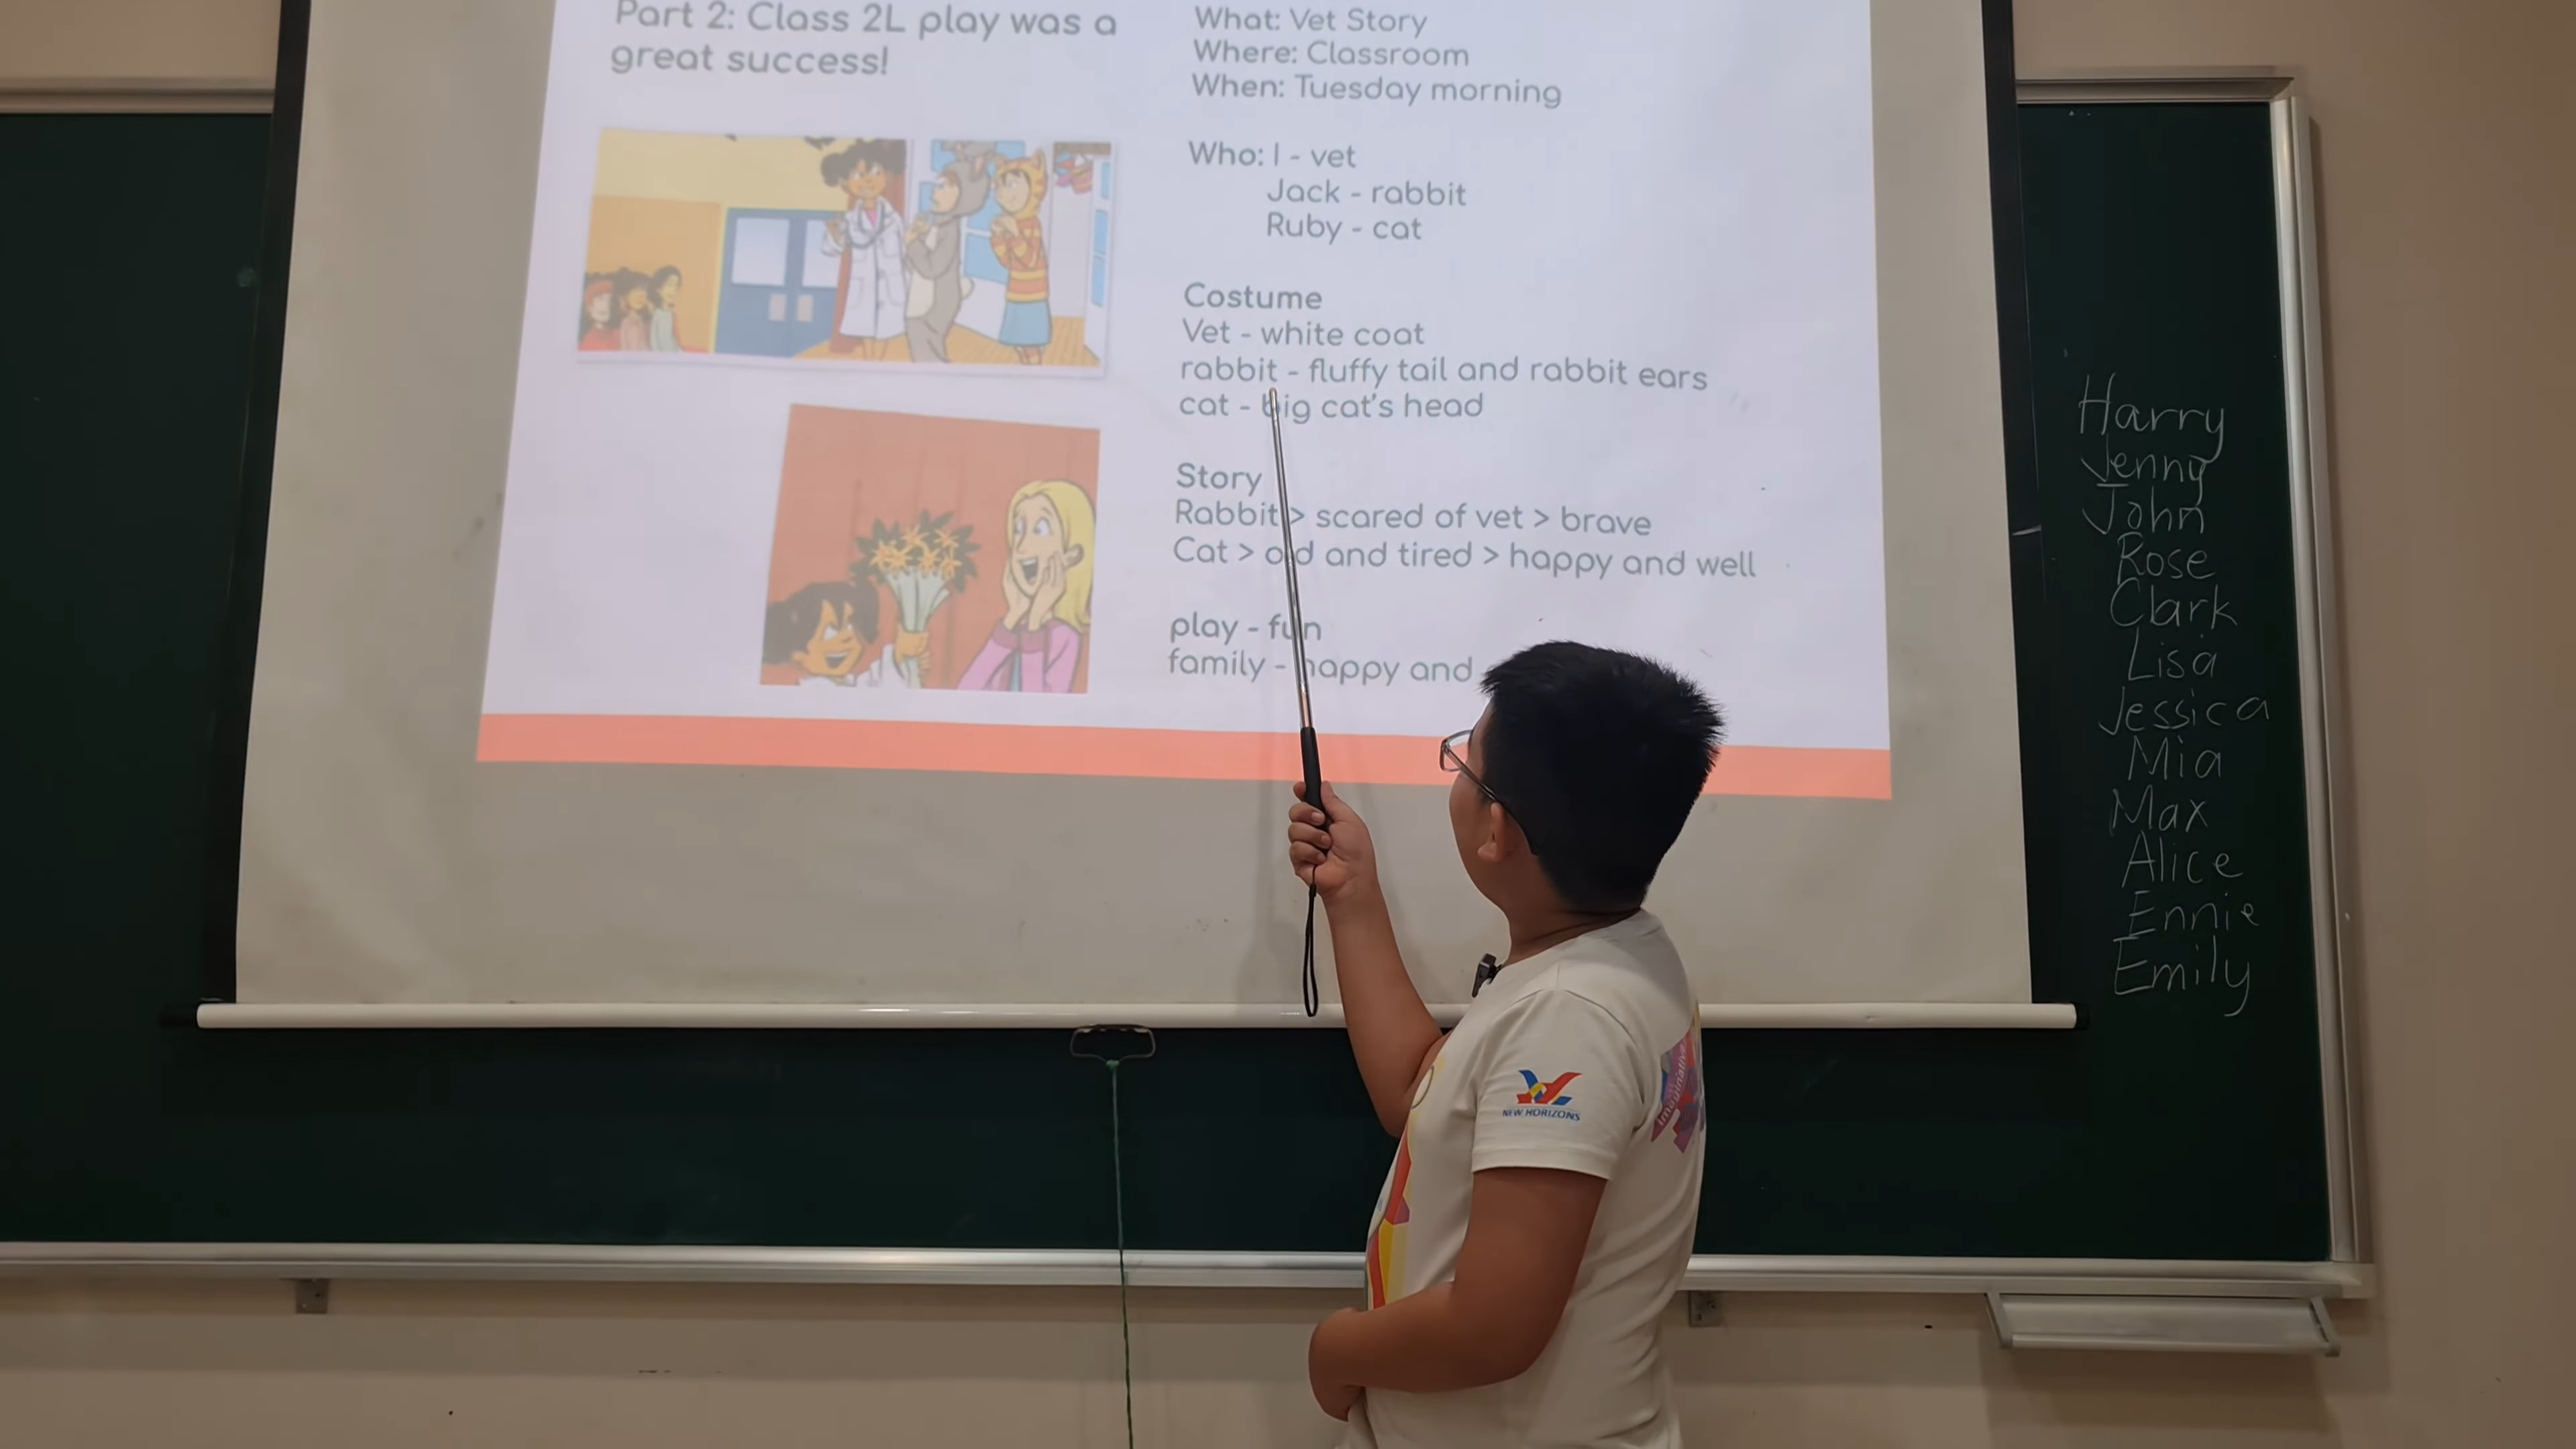 Part 2: Class 2L play was a
great success!
What: Vet Story
Where: Classroom
When: Tuesday morning
Who: I - vet
Jack - rabbit
Ruby - cat
Costume
Vet - white coat
rabbit - fluffy tail and rabbit ears
cat - big cat's head
Story
Rabbit > scared of vet > brave
Cat > old and tired > happy and well
play - fun
family - happy and
Harry
Jenny
John
Rose
Clark
Lisa
Jessica
Mia
Max
Alice
Ennie
Emily
NEW HORIZONS
Imaginative